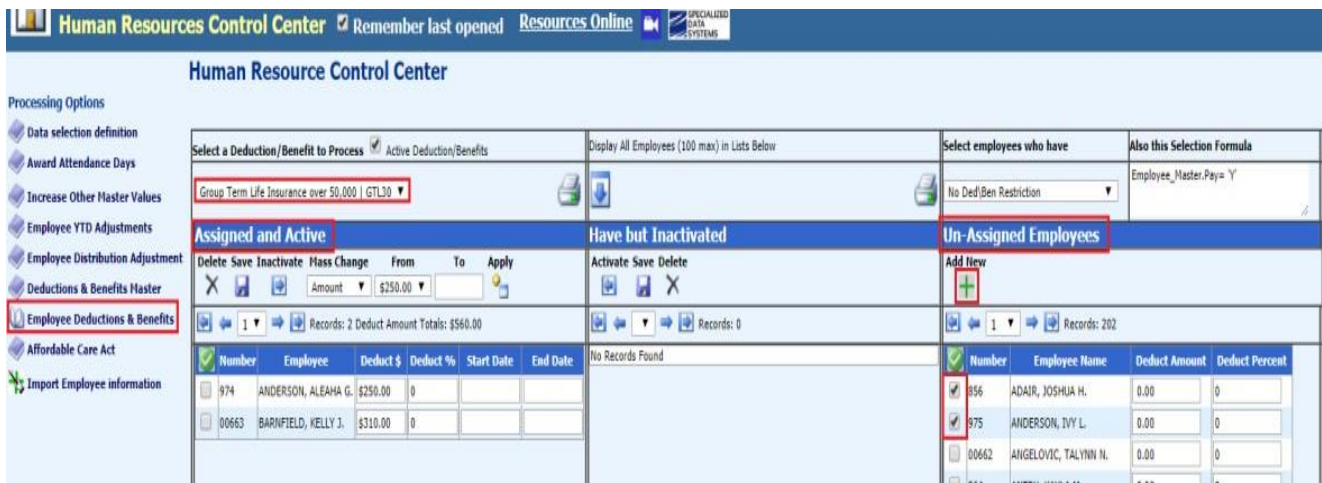 Human Resources Control Center Remember last opened Resources Online SPECIALIZED DATA SYSTEMS
Human Resource Control Center
Processing Options
Data selection definition
Award Attendance Days
Increase Other Master Values
Employee YTD Adjustments
Employee Distribution Adjustment
Deductions & Benefits Master
Employee Deductions & Benefits
Affordable Care Act
Import Employee information
Select a Deduction/Benefit to Process Active Deduction/Benefits
Group Term Life Insurance over 50,000 | GTL30
Assigned and Active
Delete Save Inactivate Mass Change From To Apply
Amount $250.00
1 Records: 2 Deduct Amount Totals: $560.00
Number Employee Deduct $ Deduct % Start Date End Date
974 ANDERSON, ALEAHA G. $250.00 0
00663 BARNFIELD, KELLY J. $310.00 0
Display All Employees (100 max) in Lists Below
Have but Inactivated
Activate Save Delete
Records: 0
No Records Found
Select employees who have Also this Selection Formula
No Ded\Ben Restriction Employee_Master.Pay= 'Y'
Un-Assigned Employees
Add New
1 Records: 202
Number Employee Name Deduct Amount Deduct Percent
856 ADAIR, JOSHUA H. 0.00 0
975 ANDERSON, IVY L. 0.00 0
00662 ANGELOVIC, TALYNN N. 0.00 0